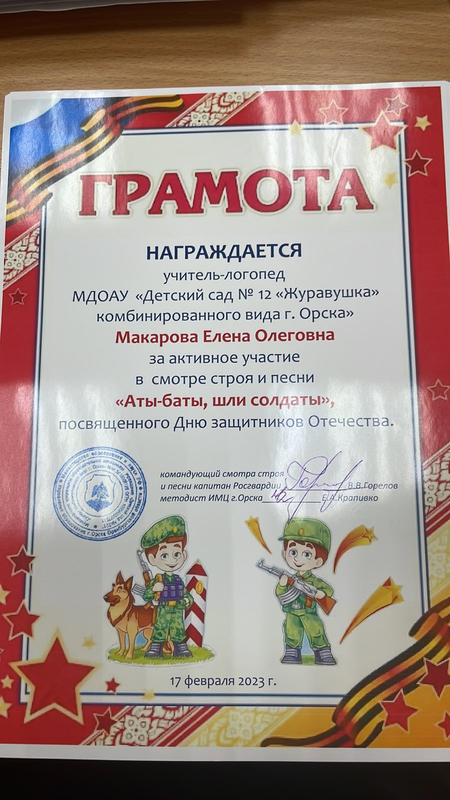 ГРАМОТА
НАГРАЖДАЕТСЯ
учитель-логопед
МДОАУ «Детский сад № 12 «Журавушка»
комбинированного вида г. Орска»
Макарова Елена Олеговна
за активное участие
в смотре строя и песни
«Аты-баты, шли солдаты»,
посвященного Дню защитников Отечества.
командующий смотра строя
и песни капитан Росгвардии В.В.Горелов
методист ИМЦ г.Орска Е.А.Крапивко
17 февраля 2023 г.